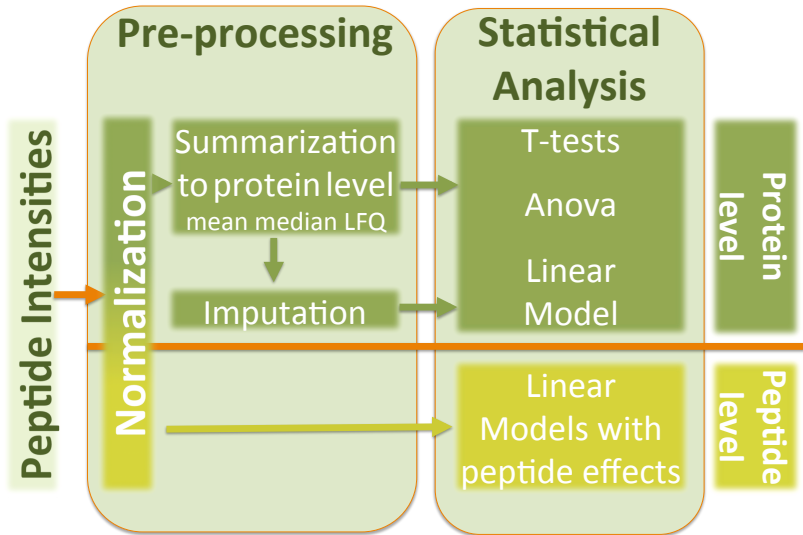 Pre-processing
Statistical
Analysis
Peptide Intensities
Normalization
Summarization
to protein level
mean median LFQ
Imputation
T-tests
Anova
Linear
Model
Protein
level
Linear
Models with
peptide effects
Peptide
level